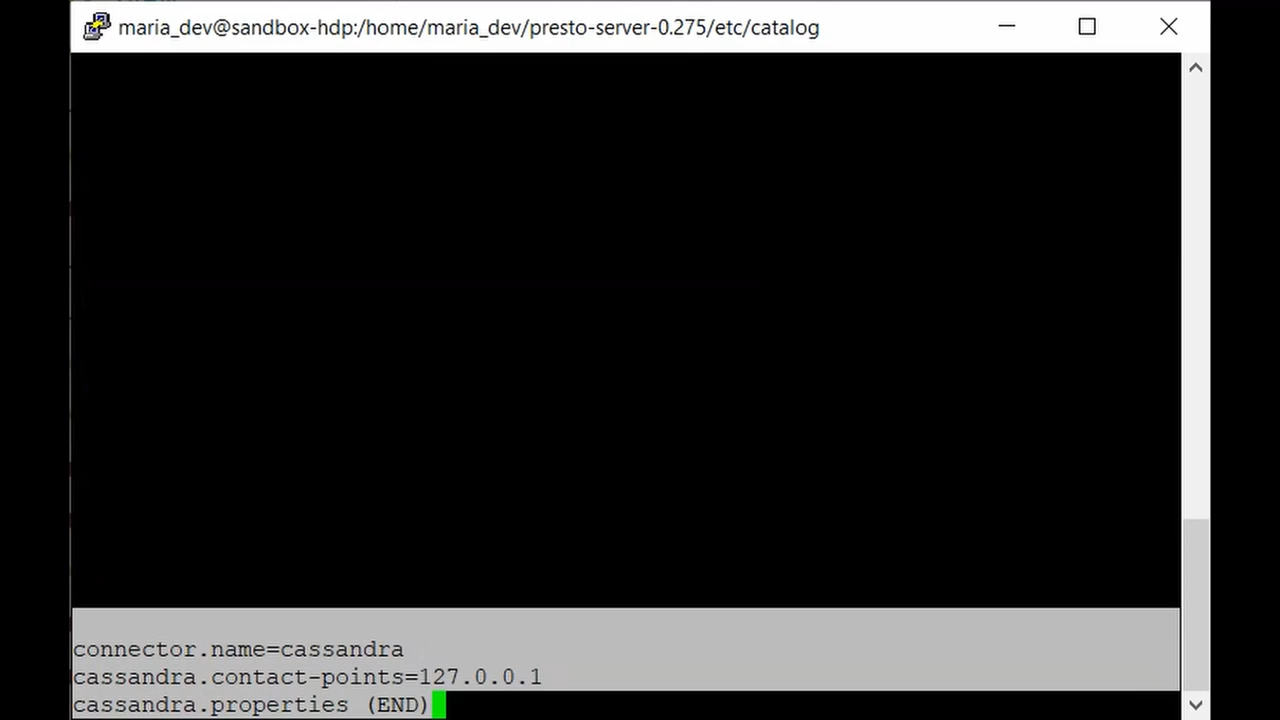 maria_dev@sandbox-hdp:/home/maria_dev/presto-server-0.275/etc/catalog
connector.name=cassandra
cassandra.contact-points=127.0.0.1
cassandra.properties (END)